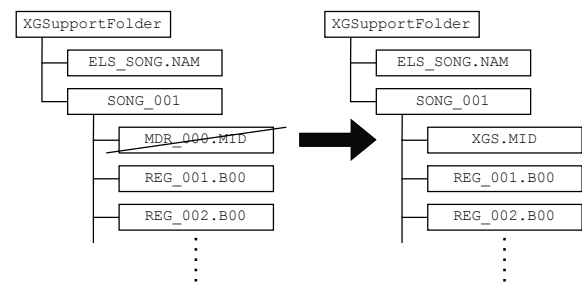 XGSupportFolder
ELS_SONG.NAM
SONG_001
MDR_000.MID
REG_001.B00
REG_002.B00
XGSupportFolder
ELS_SONG.NAM
SONG_001
XGS.MID
REG_001.B00
REG_002.B00